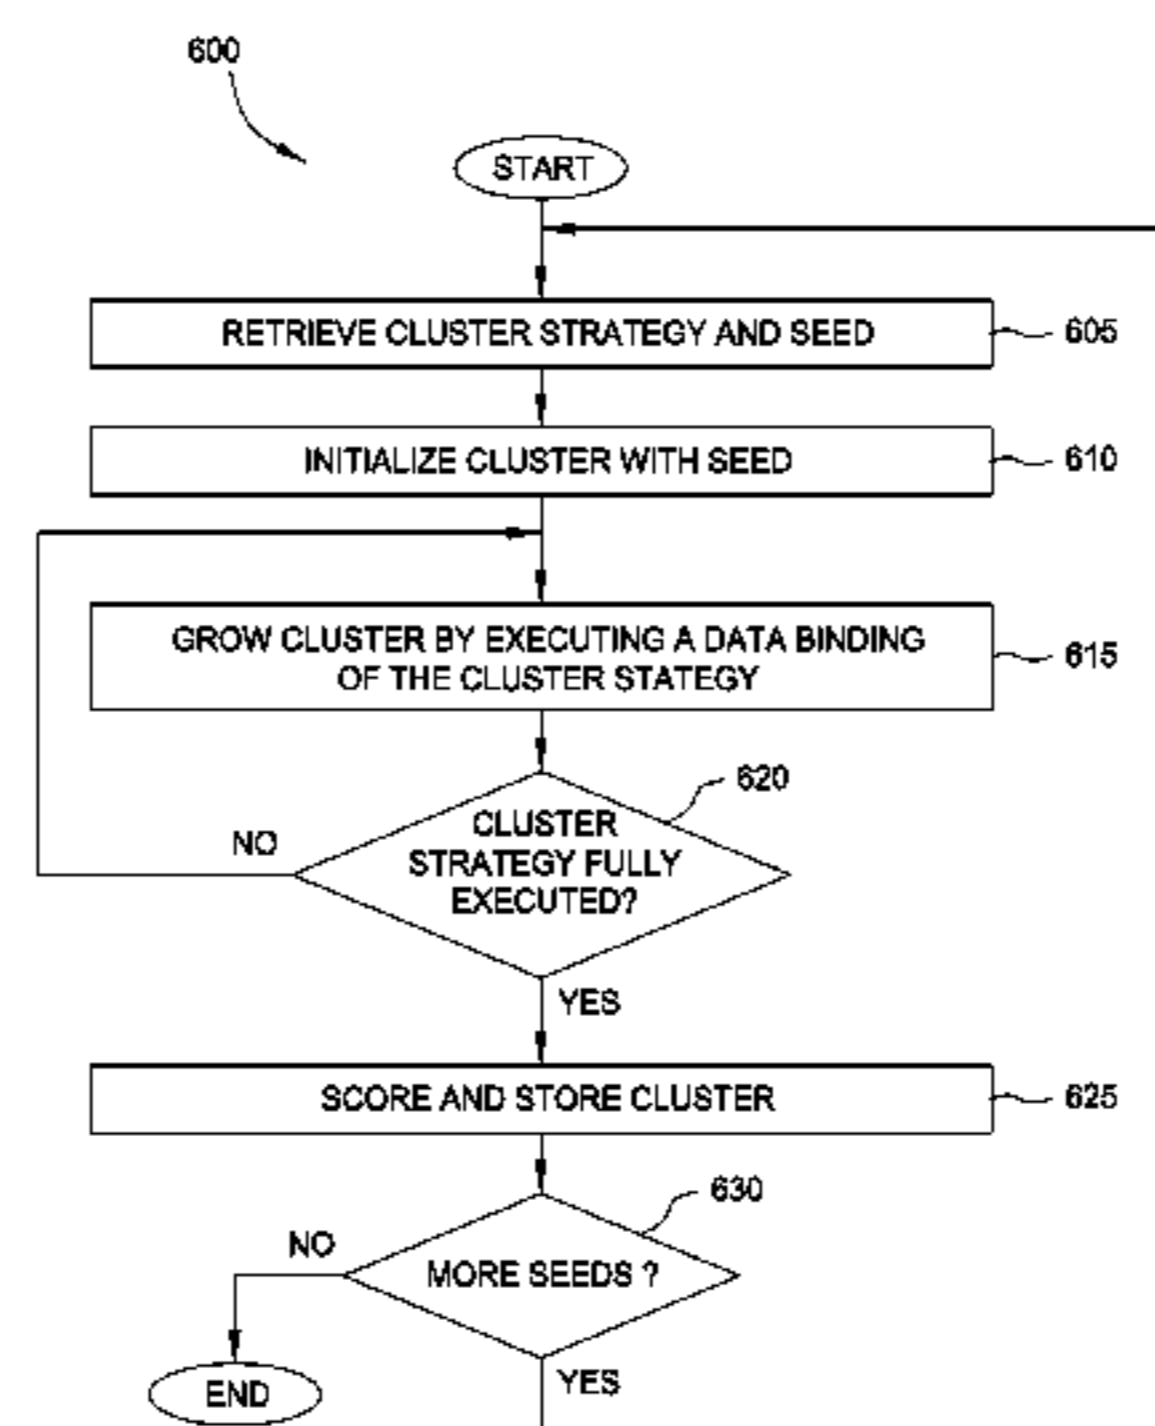 600
START
RETRIEVE CLUSTER STRATEGY AND SEED
605
INITIALIZE CLUSTER WITH SEED
610
GROW CLUSTER BY EXECUTING A DATA BINDING
OF THE CLUSTER STATEGY
615
620
CLUSTER
STRATEGY FULLY
EXECUTED?
NO
YES
SCORE AND STORE CLUSTER
625
630
MORE SEEDS ?
NO
END
YES